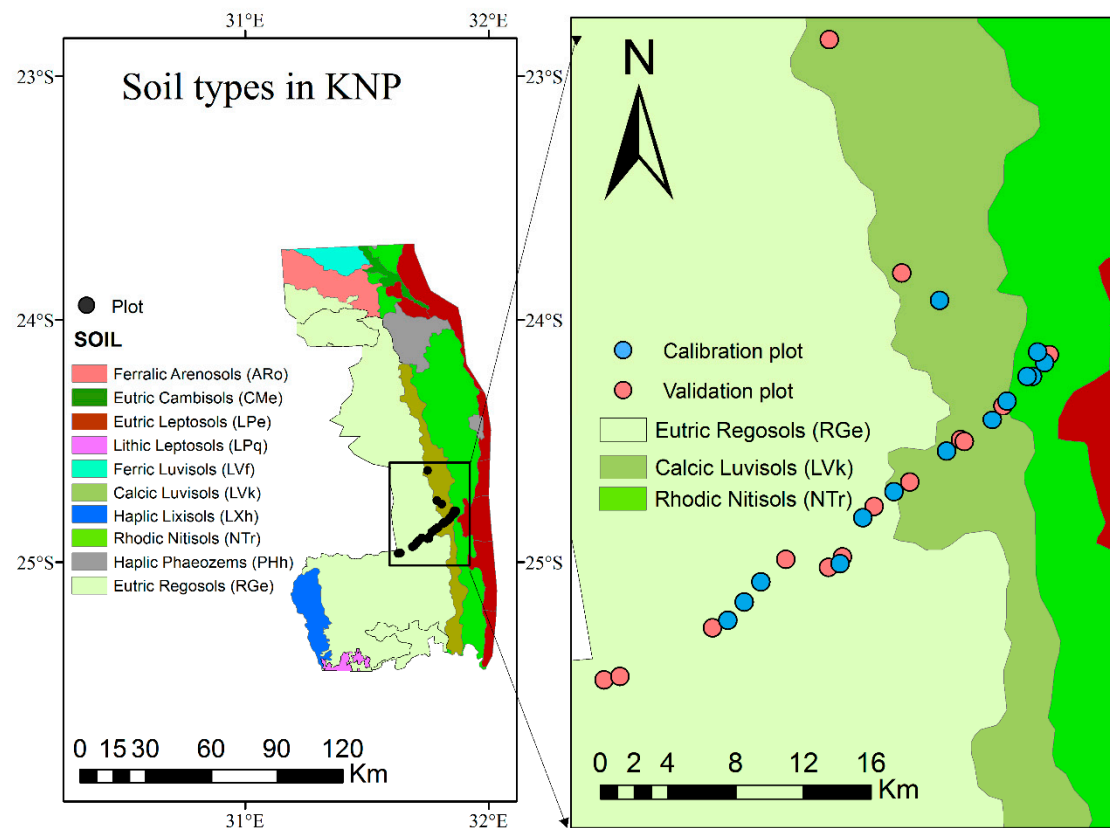 31°E
32°E
23°S
23°S
Soil types in KNP
24°S
24°S
Plot
SOIL
Ferralic Arenosols (ARo)
Eutric Cambisols (CMe)
Eutric Leptosols (LPe)
Lithic Leptosols (LPq)
Ferric Luvisols (LVf)
Calcic Luvisols (LVk)
Haplic Lixisols (LXh)
Rhodic Nitisols (NTr)
Haplic Phaeozems (PHh)
Eutric Regosols (RGe)
25°S
25°S
0 15 30 60 90 120
Km
31°E
32°E
N
Calibration plot
Validation plot
Eutric Regosols (RGe)
Calcic Luvisols (LVk)
Rhodic Nitisols (NTr)
0 2 4 8 12 16
Km